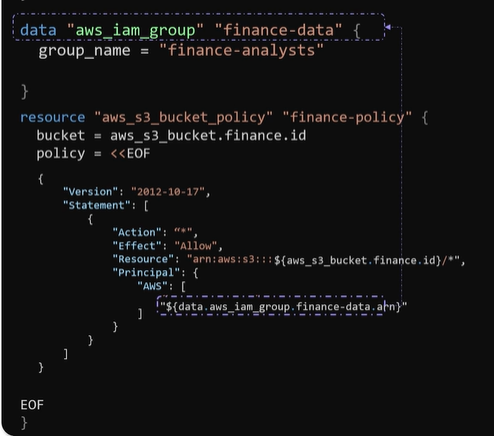 data "aws_iam_group" "finance-data" {
group_name = "finance-analysts"
}
resource "aws_s3_bucket_policy" "finance-policy" {
bucket = aws_s3_bucket.finance.id
policy = <<EOF
{
"Version": "2012-10-17",
"Statement": [
{
"Action": “*",
"Effect": "Allow",
"Resource": "arn:aws:s3:::${aws_s3_bucket.finance.id}/*",
"Principal": {
"AWS": [
"${data.aws_iam_group.finance-data.arn}"
]
}
}
]
}
EOF
}